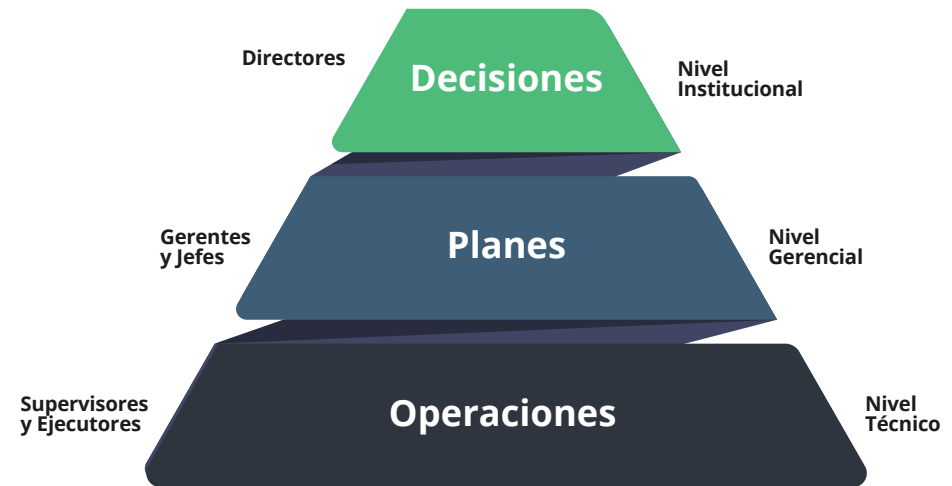 Directores
Decisiones
Nivel
Institucional
Gerentes
y Jefes
Planes
Nivel
Gerencial
Supervisores
y Ejecutores
Operaciones
Nivel
Técnico